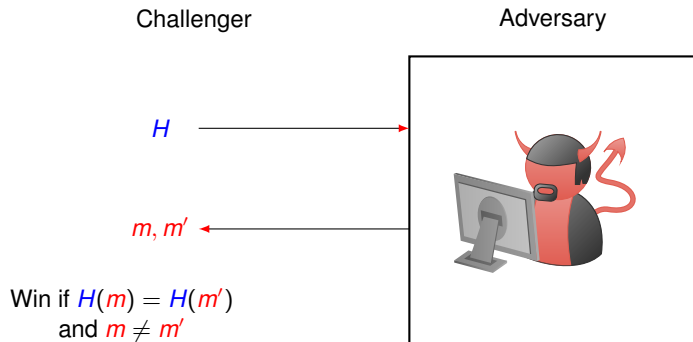 Challenger
Adversary
H
m, m′
Win if H(m) = H(m′)
and m ≠ m′